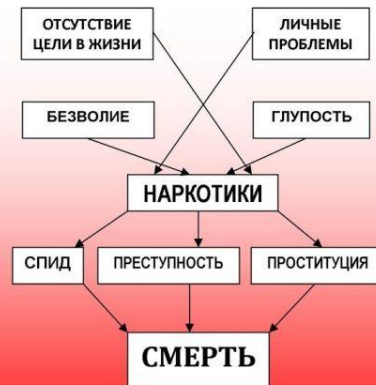 ОТСУТСТВИЕ
ЦЕЛИ В ЖИЗНИ
ЛИЧНЫЕ
ПРОБЛЕМЫ
БЕЗВОЛИЕ
ГЛУПОСТЬ
НАРКОТИКИ
СПИД
ПРЕСТУПНОСТЬ
ПРОСТИТУЦИЯ
СМЕРТЬ